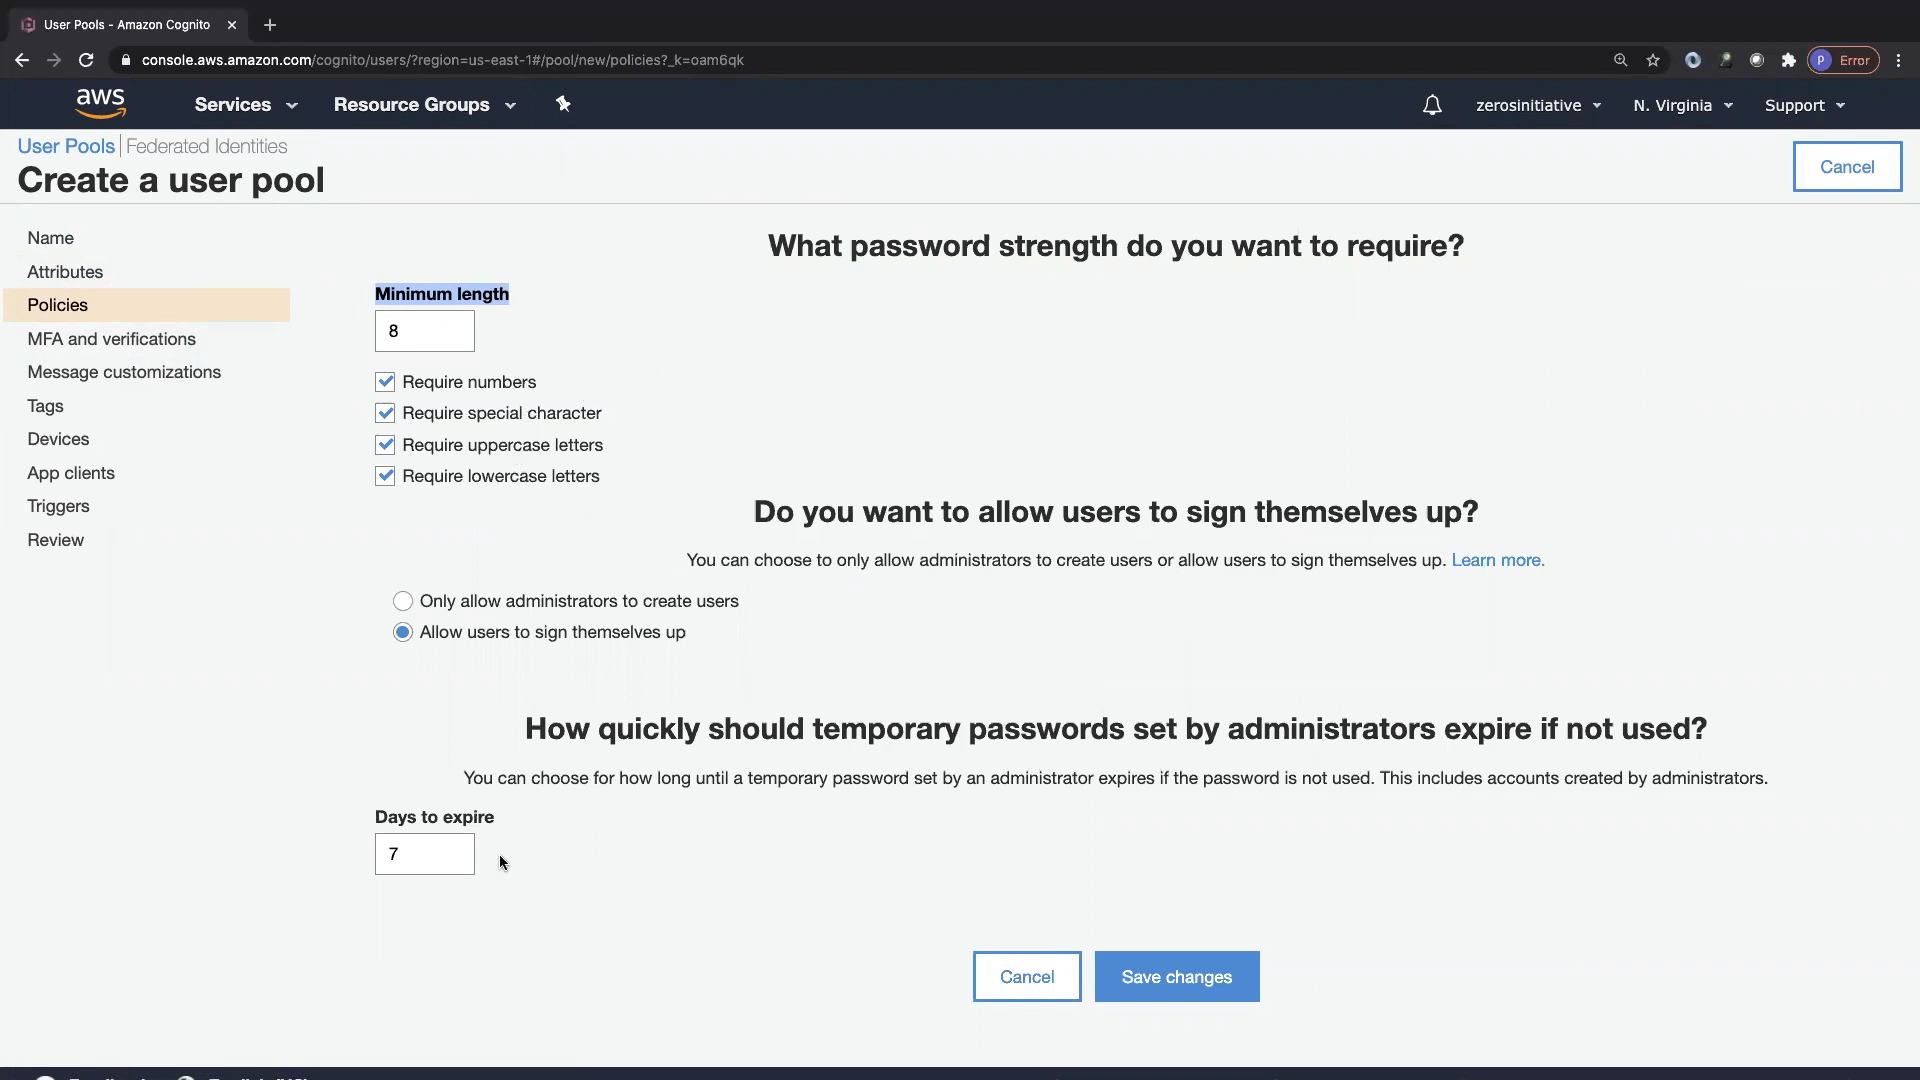 User Pools - Amazon Cognito
console.aws.amazon.com/cognito/users/?region=us-east-1#/pool/new/policies?_k=oam6qk
P Error
aws Services Resource Groups zerosinitiative N. Virginia Support
User Pools Federated Identities
Create a user pool
Cancel
Name
Attributes
Policies
MFA and verifications
Message customizations
Tags
Devices
App clients
Triggers
Review
What password strength do you want to require?
Minimum length
8
Require numbers
Require special character
Require uppercase letters
Require lowercase letters
Do you want to allow users to sign themselves up?
You can choose to only allow administrators to create users or allow users to sign themselves up. Learn more.
Only allow administrators to create users
Allow users to sign themselves up
How quickly should temporary passwords set by administrators expire if not used?
You can choose for how long until a temporary password set by an administrator expires if the password is not used. This includes accounts created by administrators.
Days to expire
7
Cancel Save changes